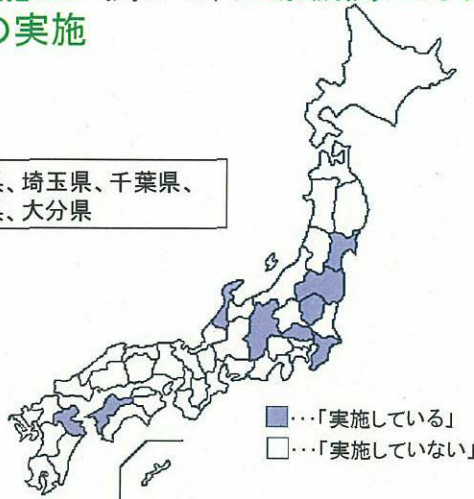 の実施
、埼玉県、千葉県、
、大分県
■…「実施している」
□…「実施していない」